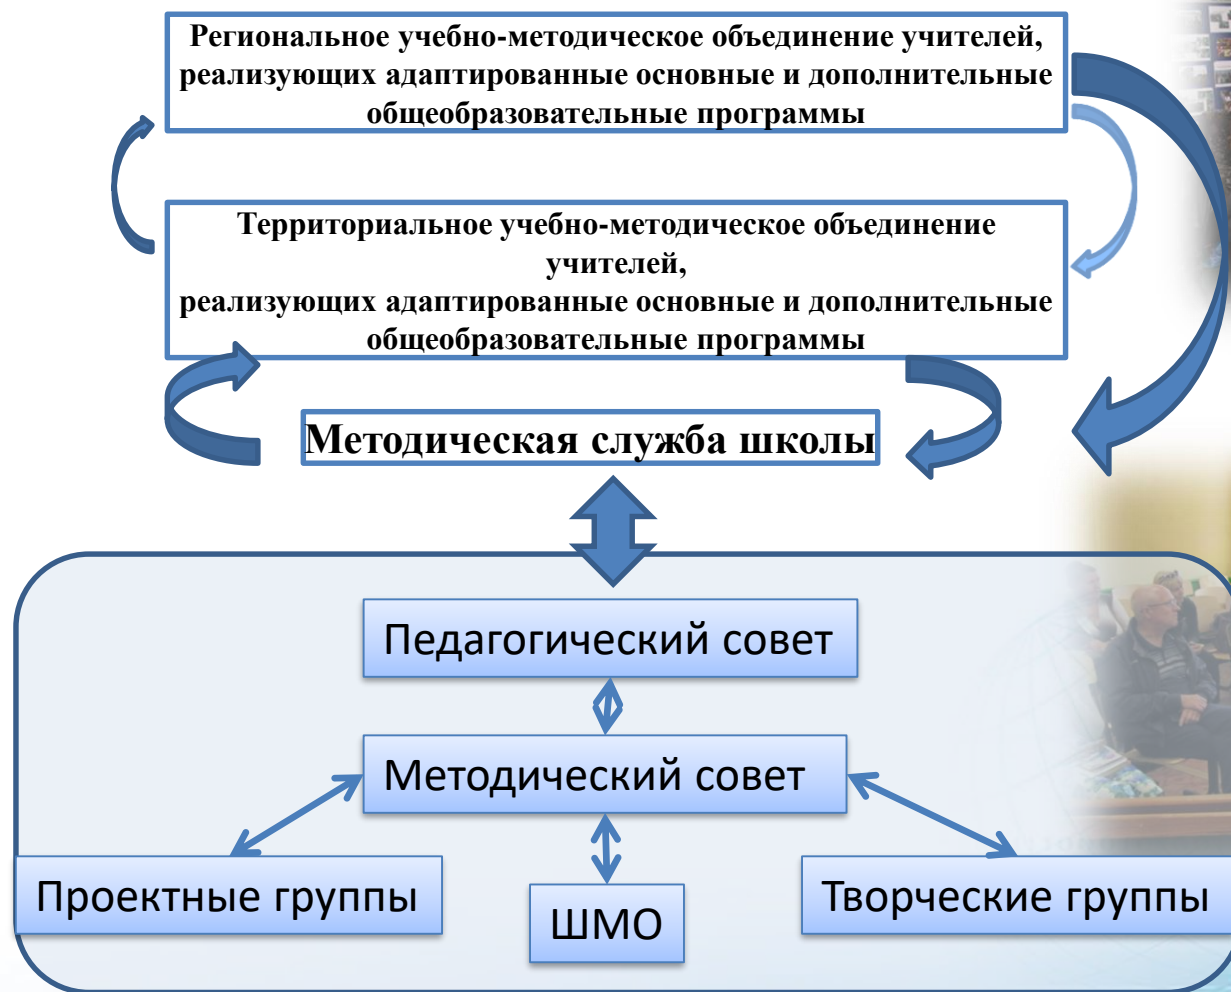 Региональное учебно-методическое объединение учителей,
реализующих адаптированные основные и дополнительные
общеобразовательные программы
Территориальное учебно-методическое объединение
учителей,
реализующих адаптированные основные и дополнительные
общеобразовательные программы
Методическая служба школы
Педагогический совет
Методический совет
Проектные группы
ШМО
Творческие группы